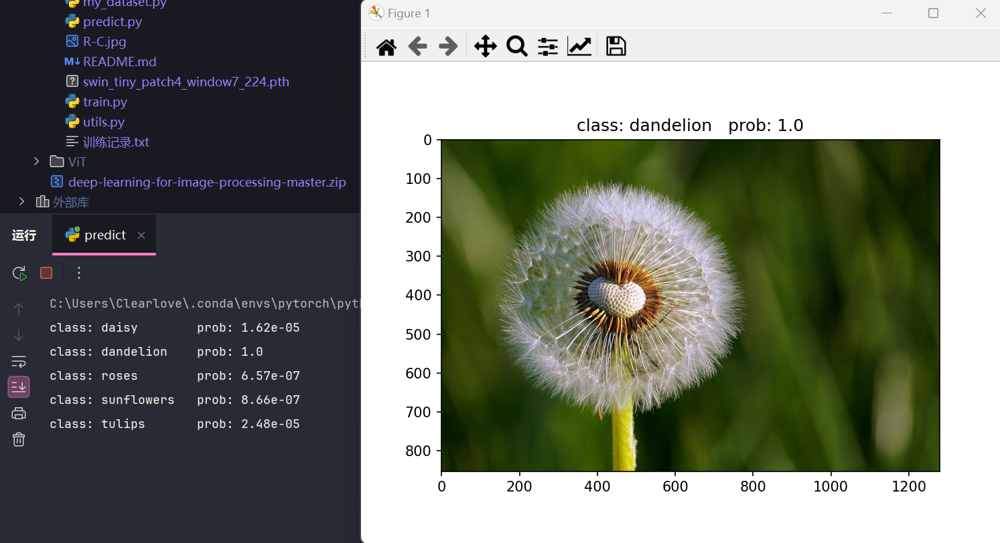 my_dataset.py
predict.py
R-C.jpg
M↓ README.md
? swin_tiny_patch4_window7_224.pth
train.py
utils.py
训练记录.txt
ViT
deep-learning-for-image-processing-master.zip
外部库
运行
predict
C:\Users\Clearlove\.conda\envs\pytorch\pyt
class: daisy prob: 1.62e-05
class: dandelion prob: 1.0
class: roses prob: 6.57e-07
class: sunflowers prob: 8.66e-07
class: tulips prob: 2.48e-05
Figure 1
class: dandelion prob: 1.0
0
100
200
300
400
500
600
700
800
0 200 400 600 800 1000 1200